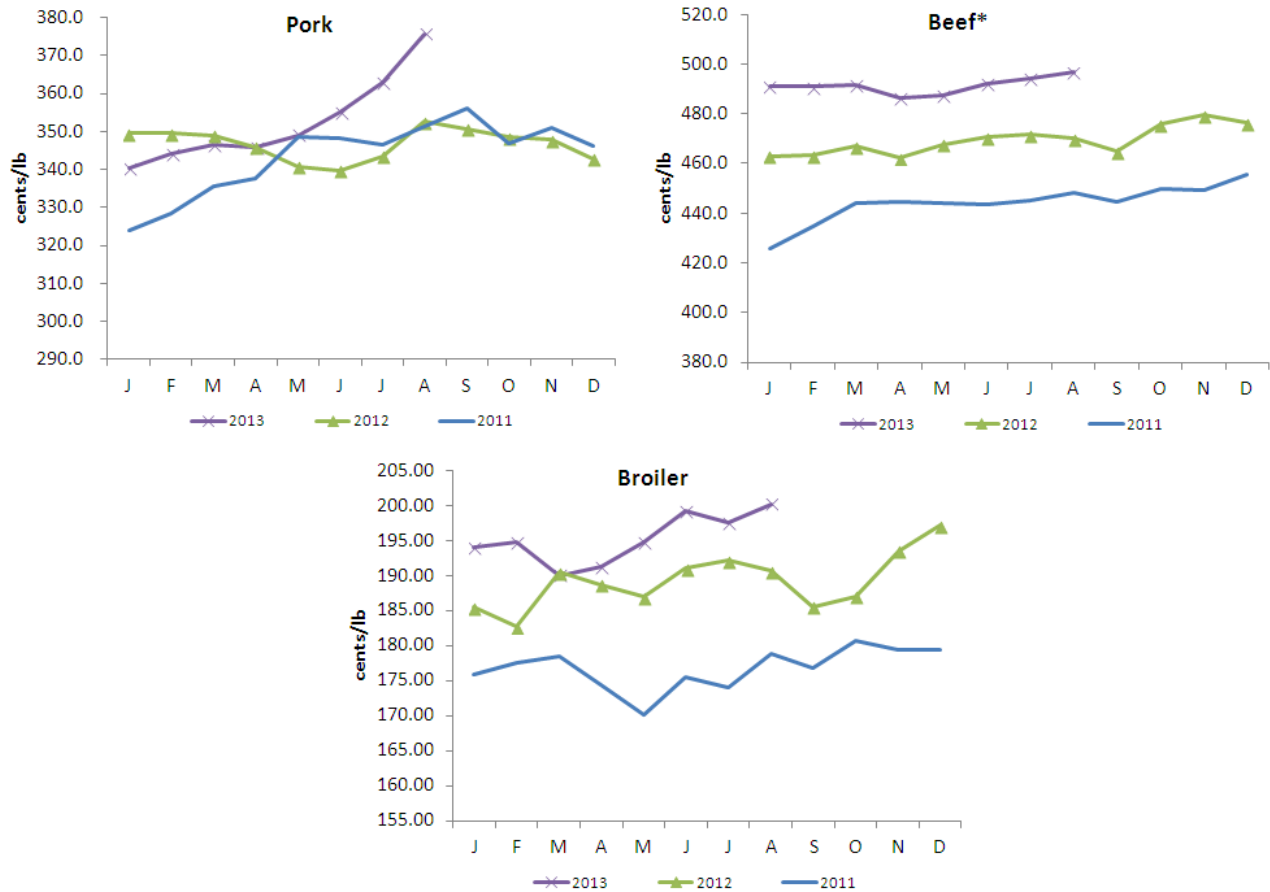 Pork
cents/lb
380.0
370.0
360.0
350.0
340.0
330.0
320.0
310.0
300.0
290.0
J F M A M J J A S O N D
2013 2012 2011
Beef*
cents/lb
520.0
500.0
480.0
460.0
440.0
420.0
400.0
380.0
J F M A M J J A S O N D
2013 2012 2011
Broiler
cents/lb
205.00
200.00
195.00
190.00
185.00
180.00
175.00
170.00
165.00
160.00
155.00
J F M A M J J A S O N D
2013 2012 2011